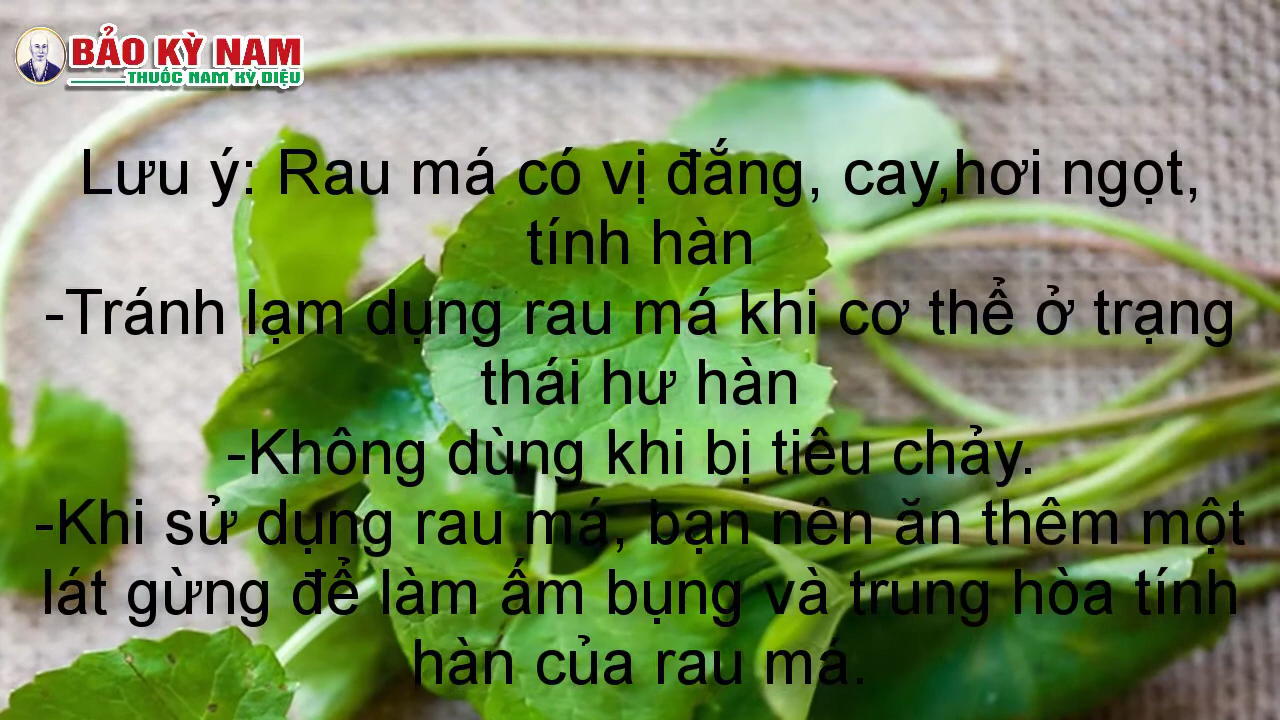 BẢO KỲ NAM
THUỐC NAM KỲ DIỆU
Lưu ý: Rau má có vị đắng, cay,hơi ngọt,
tính hàn
-Tránh lạm dụng rau má khi cơ thể ở trạng
thái hư hàn
-Không dùng khi bị tiêu chảy.
-Khi sử dụng rau má, bạn nên ăn thêm một
lát gừng để làm ấm bụng và trung hòa tính
hàn của rau má.